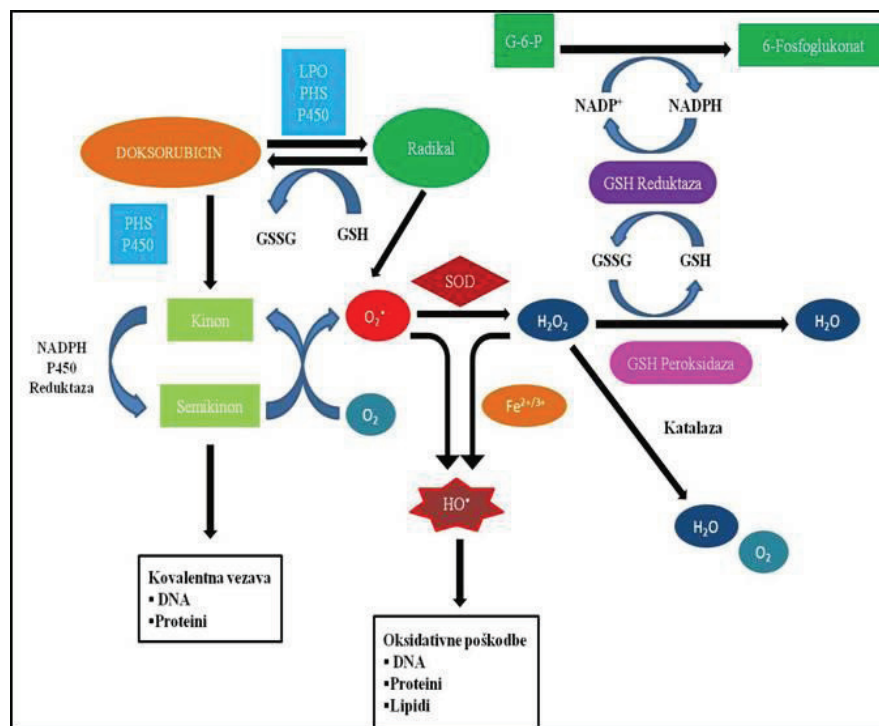 G-6-P
6-Fosfoglukonat
LPO
PHS
P450
NADP⁺
NADPH
DOKSORUBICIN
Radikal
GSH Reduktaza
PHS
P450
GSSG
GSH
GSSG
GSH
SOD
Kinon
O₂•
H₂O₂
H₂O
NADPH
P450
Reduktaza
GSH Peroksidaza
Semikinon
O₂
Fe²⁺/³⁺
Katalaza
HO•
H₂O
O₂
Kovalentna vezava
▪ DNA
▪ Proteini
Oksidativne poškodbe
▪ DNA
▪ Proteini
▪ Lipidi